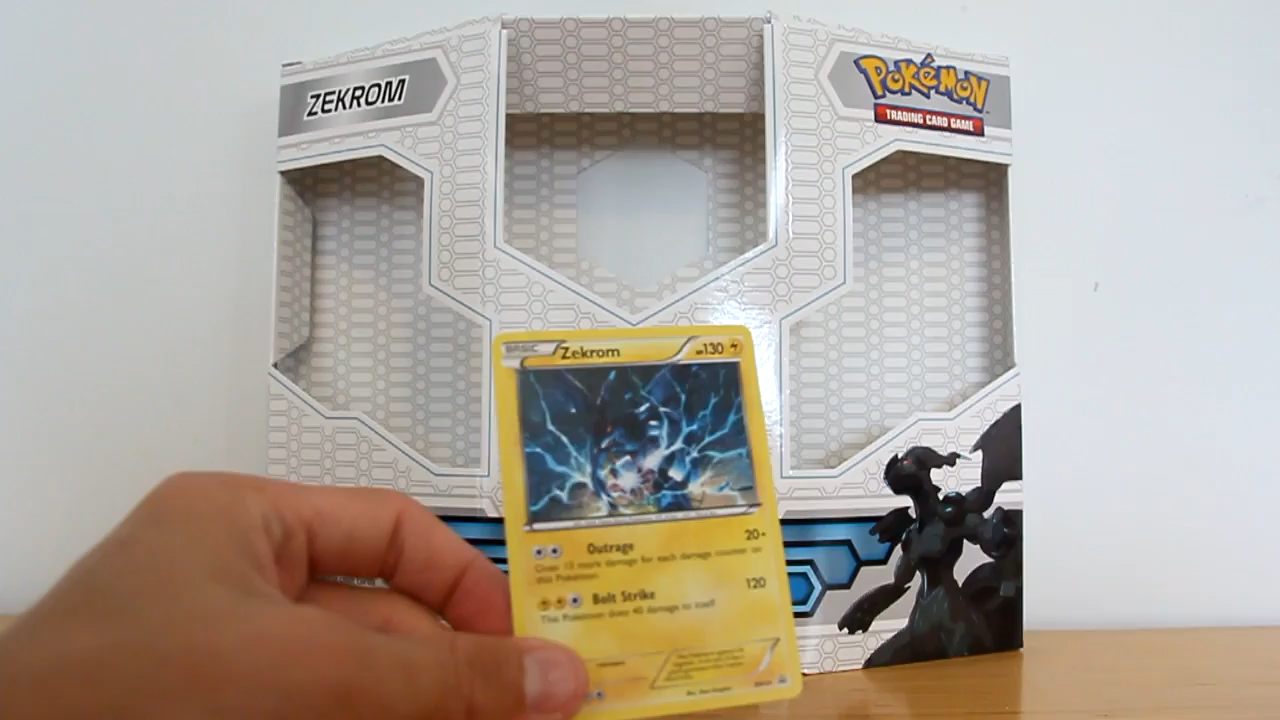 ZEKROM
POKéMON
TRADING CARD GAME
BASIC
Zekrom
HP130
Outrage
20+
Does 10 more damage for each damage counter on
this Pokémon.
Bolt Strike
120
This Pokémon does 40 damage to itself.